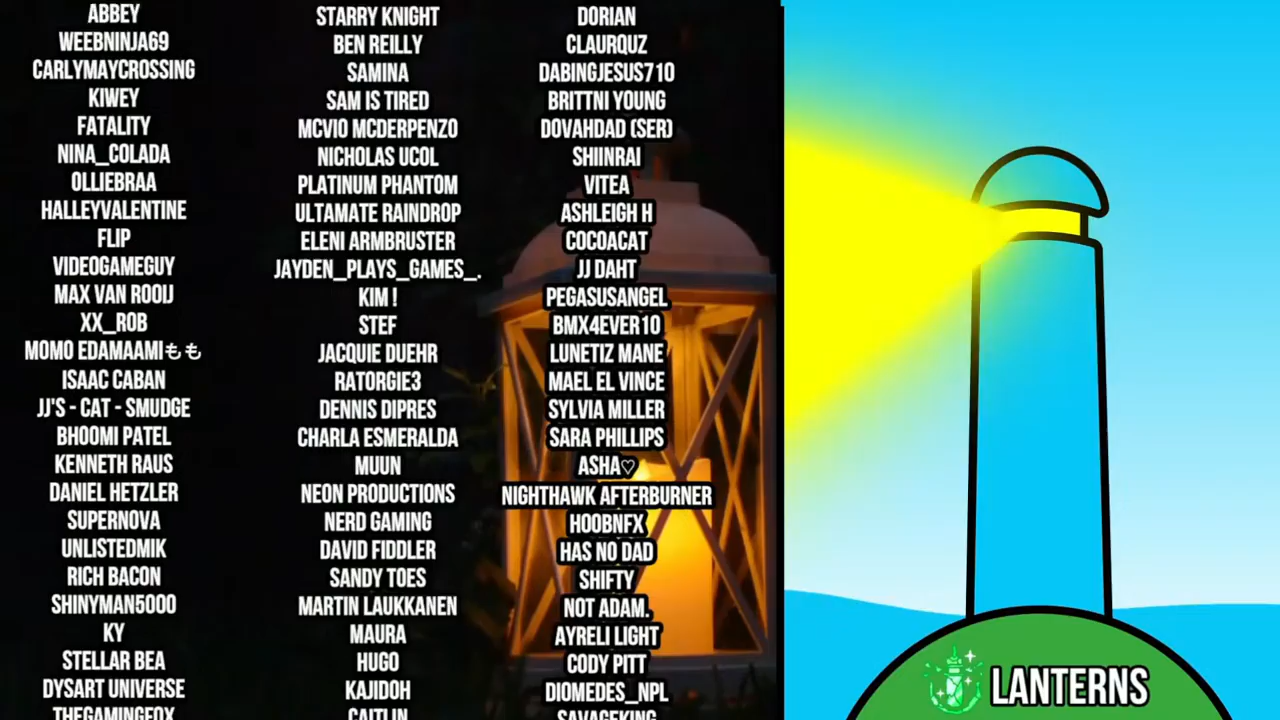 ABBEY
WEEBNINJA69
CARLYMAYCROSSING
KIWEY
FATALITY
NINA_COLADA
OLLIEBRAA
HALLEYVALENTINE
FLIP
VIDEOGAMEGUY
MAX VAN ROOIJ
XX_ROB
MOMO EDAMAAMIもも
ISAAC CABAN
JJ'S - CAT - SMUDGE
BHOOMI PATEL
KENNETH RAUS
DANIEL HETZLER
SUPERNOVA
UNLISTEDMIK
RICH BACON
SHINYMAN5000
KY
STELLAR BEA
DYSART UNIVERSE
THEGAMINGFOX
STARRY KNIGHT
BEN REILLY
SAMINA
SAM IS TIRED
MCVIO MCDERPENZO
NICHOLAS UCOL
PLATINUM PHANTOM
ULTAMATE RAINDROP
ELENI ARMBRUSTER
JAYDEN_PLAYS_GAMES_.
KIM !
STEF
JACQUIE DUEHR
RATORGIE3
DENNIS DIPRES
CHARLA ESMERALDA
MUUN
NEON PRODUCTIONS
NERD GAMING
DAVID FIDDLER
SANDY TOES
MARTIN LAUKKANEN
MAURA
HUGO
KAJIDOH
CAITLIN
DORIAN
CLAURQUZ
DABINGJESUS710
BRITTNI YOUNG
DOVAHDAD (SER)
SHIINRAI
VITEA
ASHLEIGH H
COCOACAT
JJ DAHT
PEGASUSANGEL
BMX4EVER10
LUNETIZ MANE
MAEL EL VINCE
SYLVIA MILLER
SARA PHILLIPS
ASHA♡
NIGHTHAWK AFTERBURNER
HOOBNFX
HAS NO DAD
SHIFTY
NOT ADAM.
AYRELI LIGHT
CODY PITT
DIOMEDES_NPL
SAVAGEKING
LANTERNS